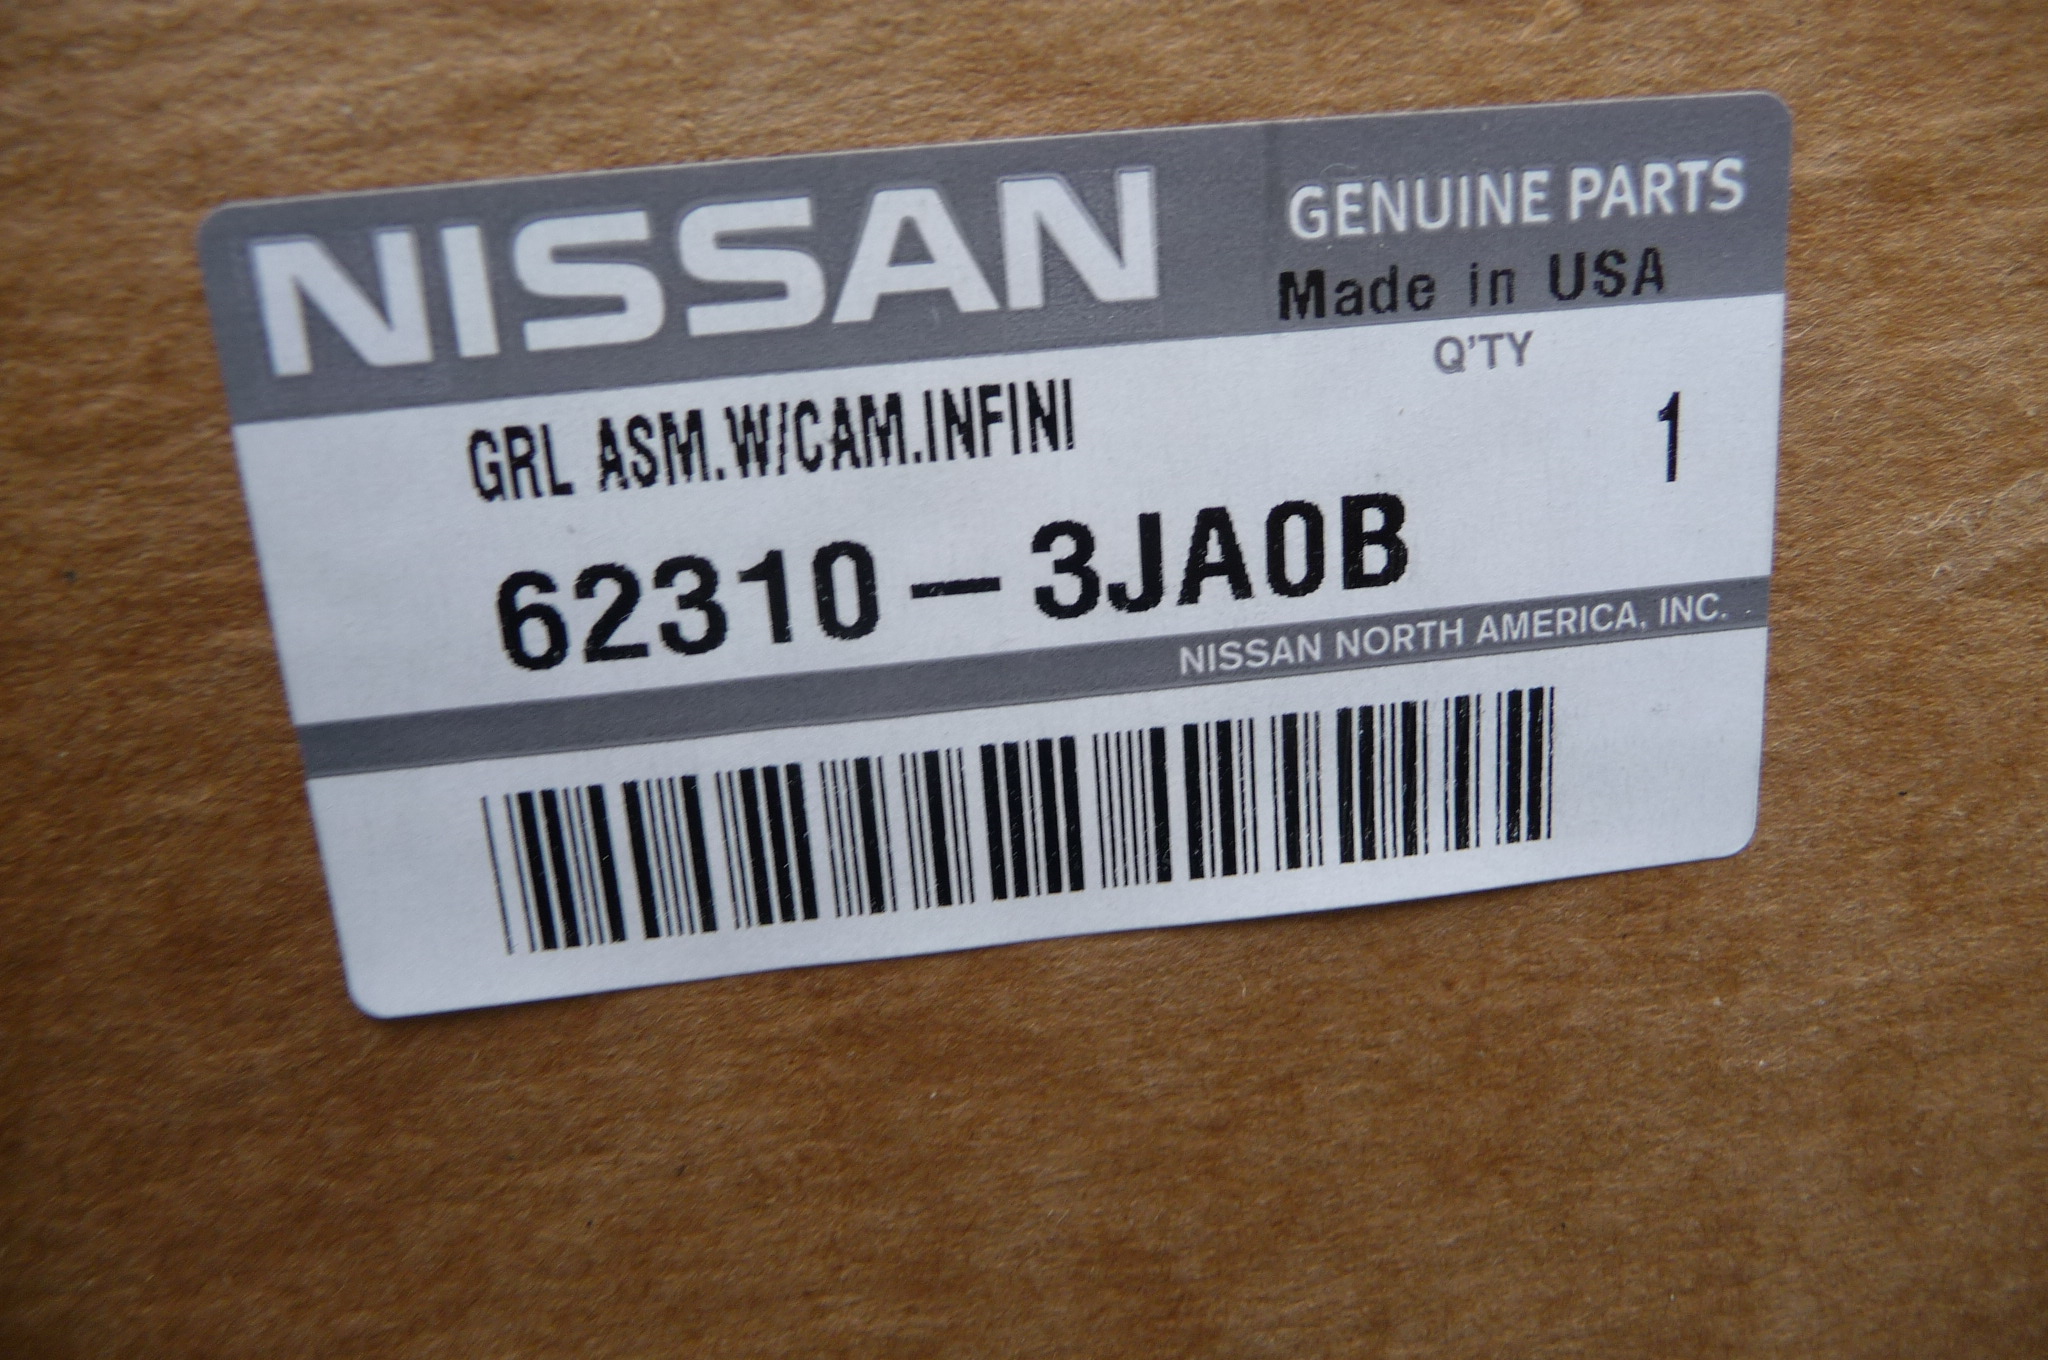 NISSAN
GENUINE PARTS
Made in USA
Q'TY
GRL ASM.W/CAM.INFINI
1
62310-3JA0B
NISSAN NORTH AMERICA, INC.